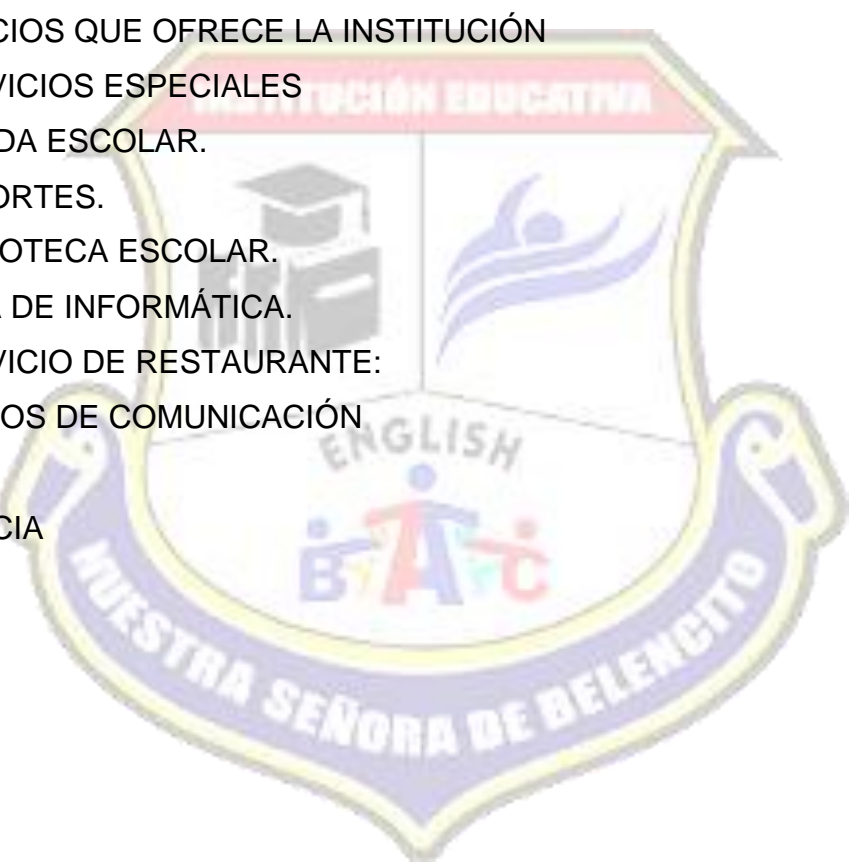 CIOS QUE OFRECE LA INSTITUCIÓN
VICIOS ESPECIALES
DA ESCOLAR.
ORTES.
OTECA ESCOLAR.
A DE INFORMÁTICA.
VICIO DE RESTAURANTE:
OS DE COMUNICACIÓN
CIA
INSTITUCIÓN EDUCATIVA
ENGLISH
B A C
NUESTRA SEÑORA DE BELENCITO